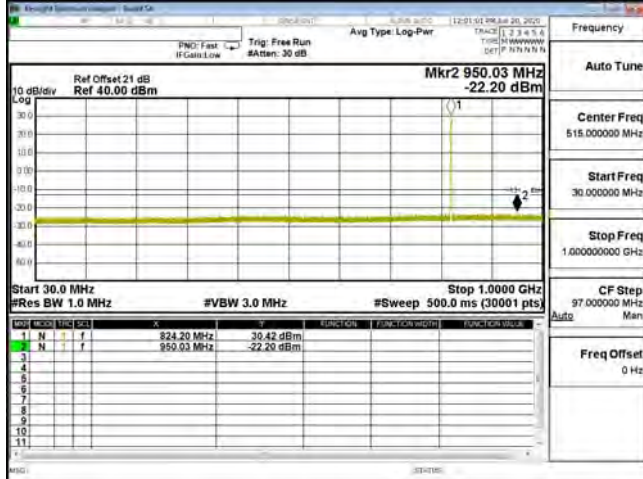 Keysight Spectrum Analyzer - Swept SA
SENSE:INT
ALIGN AUTO
12:01:01 PM Jul 20, 2020
Frequency
Avg Type: Log-Pwr
TRACE 1 2 3 4 5 6
TYPE M WWWWW
DET P N N N N N
PNO: Fast
IFGain:Low
Trig: Free Run
#Atten: 30 dB
Auto Tune
Ref Offset 21 dB
Ref 40.00 dBm
10 dB/div
Log
Mkr2 950.03 MHz
-22.20 dBm
30.0
20.0
10.0
0.00
-10.0
-20.0
-30.0
-40.0
1
2
Center Freq
515.000000 MHz
Start Freq
30.000000 MHz
Stop Freq
1.000000000 GHz
Start 30.0 MHz
Stop 1.0000 GHz
#Res BW 1.0 MHz
#VBW 3.0 MHz
#Sweep 500.0 ms (30001 pts)
CF Step
97.000000 MHz
Auto Man
MKR MODE TRC SCL X Y FUNCTION FUNCTION WIDTH FUNCTION VALUE
1 N 1 f 824.20 MHz 30.42 dBm
2 N 1 f 950.03 MHz -22.20 dBm
3
4
5
6
7
8
9
10
11
Freq Offset
0 Hz
MSG
STATUS